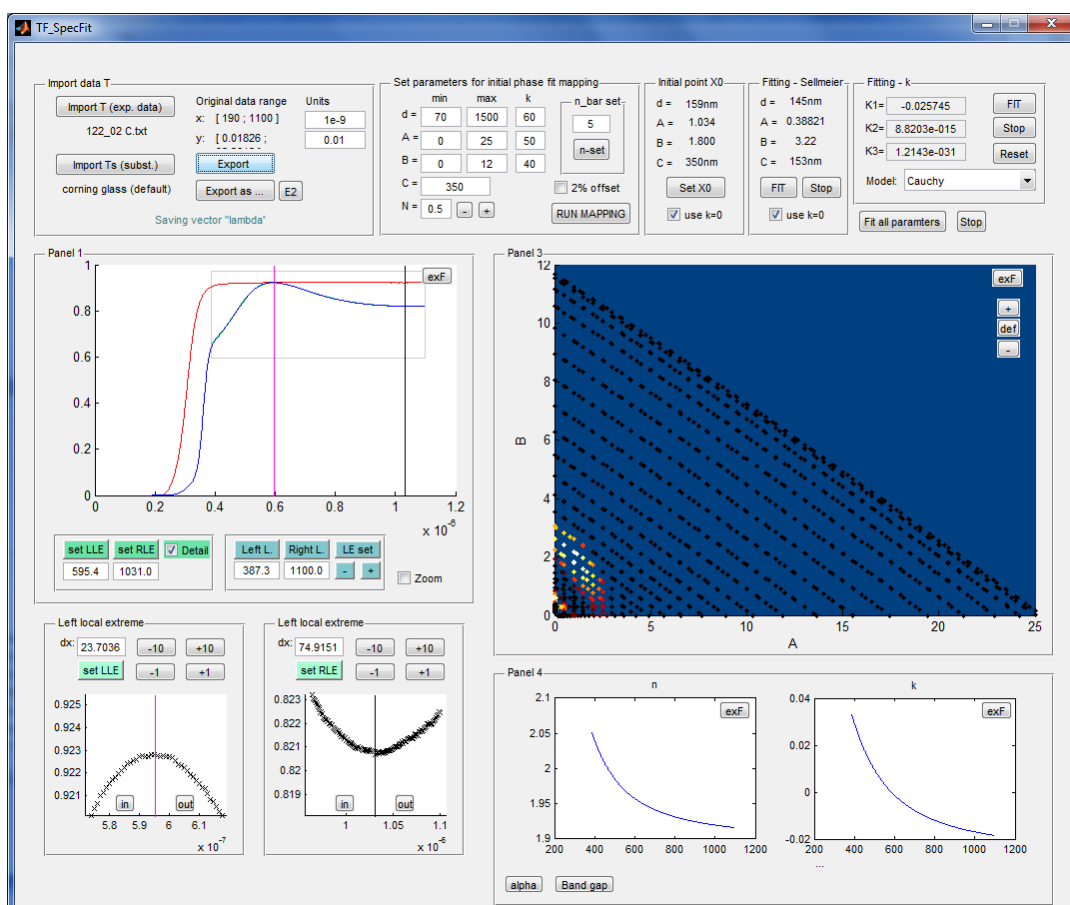 TF_SpecFit
Import data T
Import T (exp. data)
122_02 C.txt
Import Ts (subst.)
corning glass (default)
Original data range
x: [ 190 ; 1100 ]
y: [ 0.01826 ;
Units
1e-9
0.01
Export
Export as ...
E2
Saving vector "lambda"
Set parameters for initial phase fit mapping
min max k
d = 70 1500 60
A = 0 25 50
B = 0 12 40
C = 350
N = 0.5 - +
n_bar set
5
n-set
2% offset
RUN MAPPING
Initial point X0
d = 159nm
A = 1.034
B = 1.800
C = 350nm
Set X0
use k=0
Fitting - Sellmeier
d = 145nm
A = 0.38821
B = 3.22
C = 153nm
FIT Stop
use k=0
Fitting - k
K1= -0.025745
K2= 8.8203e-015
K3= 1.2143e-031
FIT
Stop
Reset
Model: Cauchy
Fit all paramters Stop
Panel 1
exF
1
0.8
0.6
0.4
0.2
0
0 0.2 0.4 0.6 0.8 1 1.2
x 10⁻⁶
set LLE set RLE Detail
595.4 1031.0
Left L. Right L. LE set
387.3 1100.0 - +
Zoom
Panel 3
exF
+
def
-
12
10
8
6
4
2
0
B
0 5 10 15 20 25
A
Left local extreme
dx: 23.7036 -10 +10
set LLE -1 +1
0.925
0.924
0.923
0.922
0.921
in out
5.8 5.9 6 6.1
x 10⁻⁷
Left local extreme
dx: 74.9151 -10 +10
set RLE -1 +1
0.823
0.822
0.821
0.82
0.819
in out
1 1.05 1.1
x 10⁻⁶
Panel 4
n
exF
2.1
2.05
2
1.95
1.9
200 400 600 800 1000 1200
k
exF
0.04
0.02
0
-0.02
200 400 600 800 1000 1200
...
alpha Band gap